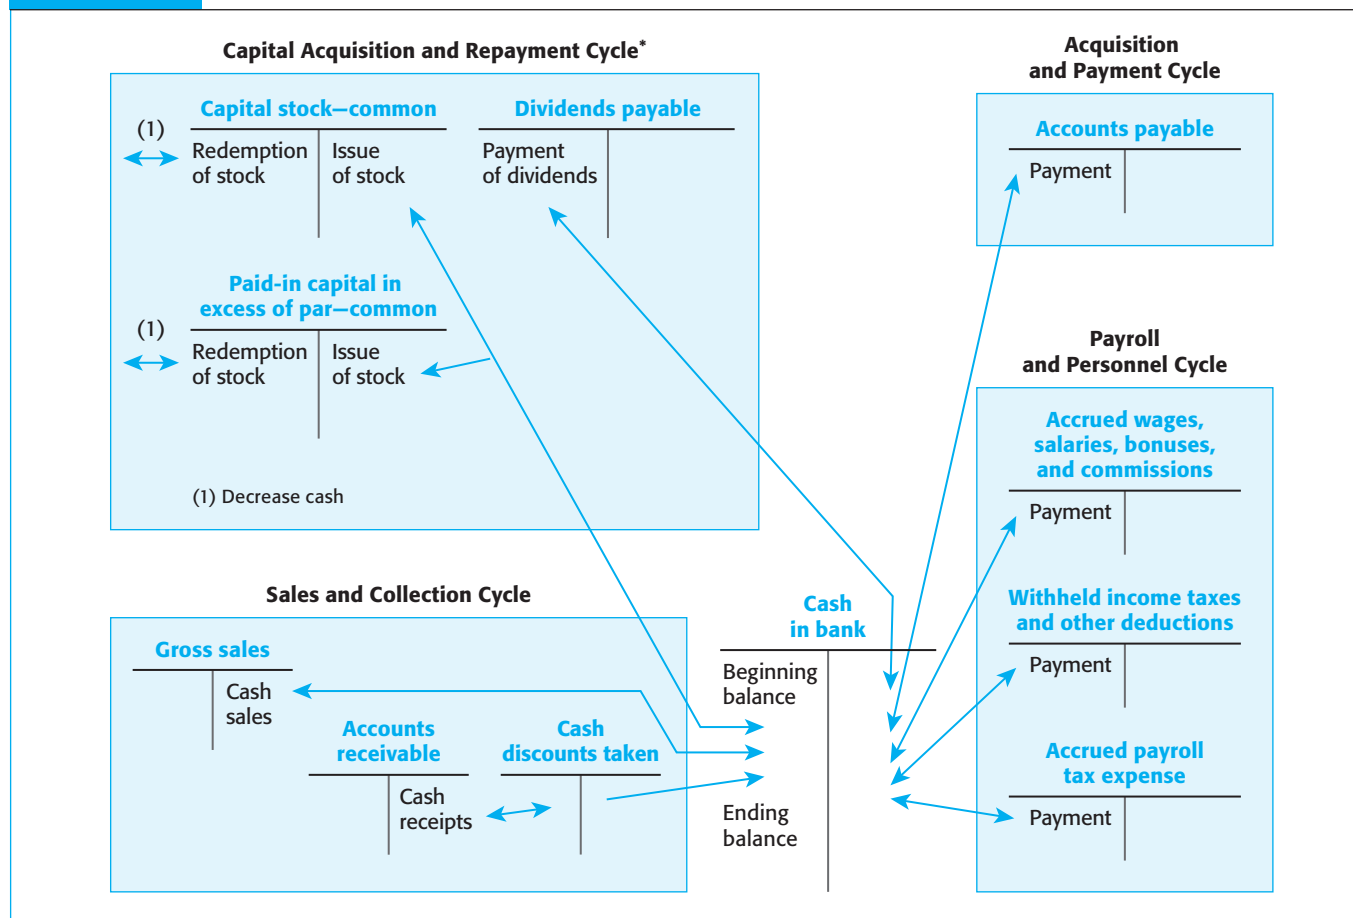 Capital Acquisition and Repayment Cycle*
Capital stock—common
(1)
Redemption
of stock
Issue
of stock
Dividends payable
Payment
of dividends
Paid-in capital in
excess of par—common
(1)
Redemption
of stock
Issue
of stock
(1) Decrease cash
Acquisition
and Payment Cycle
Accounts payable
Payment
Payroll
and Personnel Cycle
Accrued wages,
salaries, bonuses,
and commissions
Payment
Withheld income taxes
and other deductions
Payment
Accrued payroll
tax expense
Payment
Sales and Collection Cycle
Gross sales
Cash
sales
Accounts
receivable
Cash
receipts
Cash
discounts taken
Cash
in bank
Beginning
balance
Ending
balance